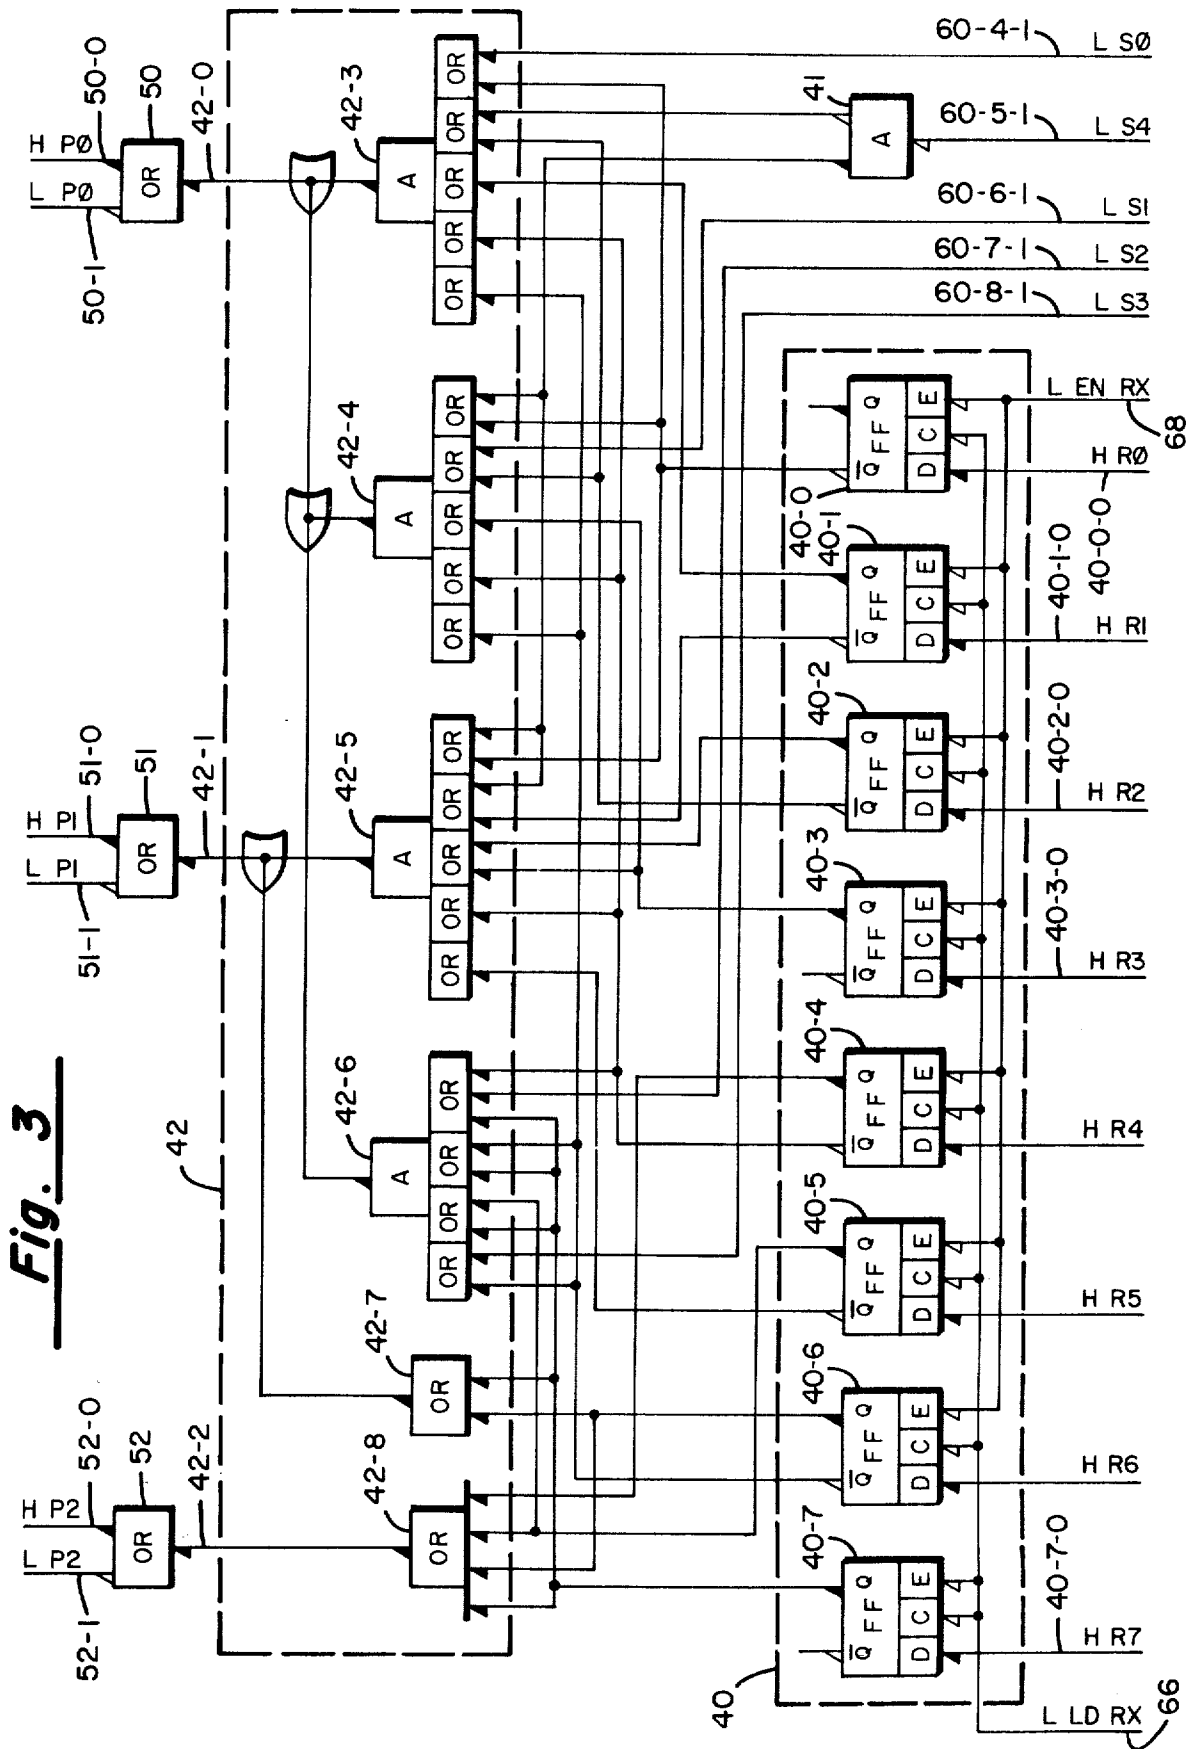 Fig. 3
H P2
52-0
L P2
52-1
52
OR
42-2
H P1
51-0
L P1
51-1
51
OR
42-1
H PØ
50-0
L PØ
50-1
50
OR
42-0
42
42-8
OR
42-7
OR
42-6
A
OR OR OR OR
42-5
A
OR OR OR OR OR
42-4
A
OR OR OR OR OR
42-3
A
OR OR OR OR OR
41
A
60-4-1
L SØ
60-5-1
L S4
60-6-1
L S1
60-7-1
L S2
60-8-1
L S3
40
40-7
Q̅ Q
FF
D C E
40-6
Q̅ Q
FF
D C E
40-5
Q̅ Q
FF
D C E
40-4
Q̅ Q
FF
D C E
40-3
Q̅ Q
FF
D C E
40-2
Q̅ Q
FF
D C E
40-1
Q̅ Q
FF
D C E
40-0
Q̅ Q
FF
D C E
L LD RX
66
H R7
40-7-0
H R6
H R5
H R4
H R3
40-3-0
H R2
40-2-0
H R1
40-1-0
H RØ
40-0-0
L EN RX
68